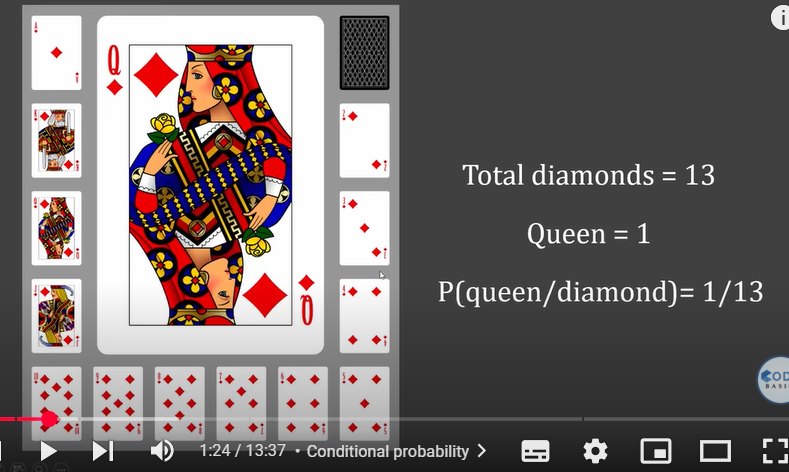 A
Q
Total diamonds = 13
Queen = 1
P(queen/diamond)= 1/13
Q
1:24 / 13:37 • Conditional probability